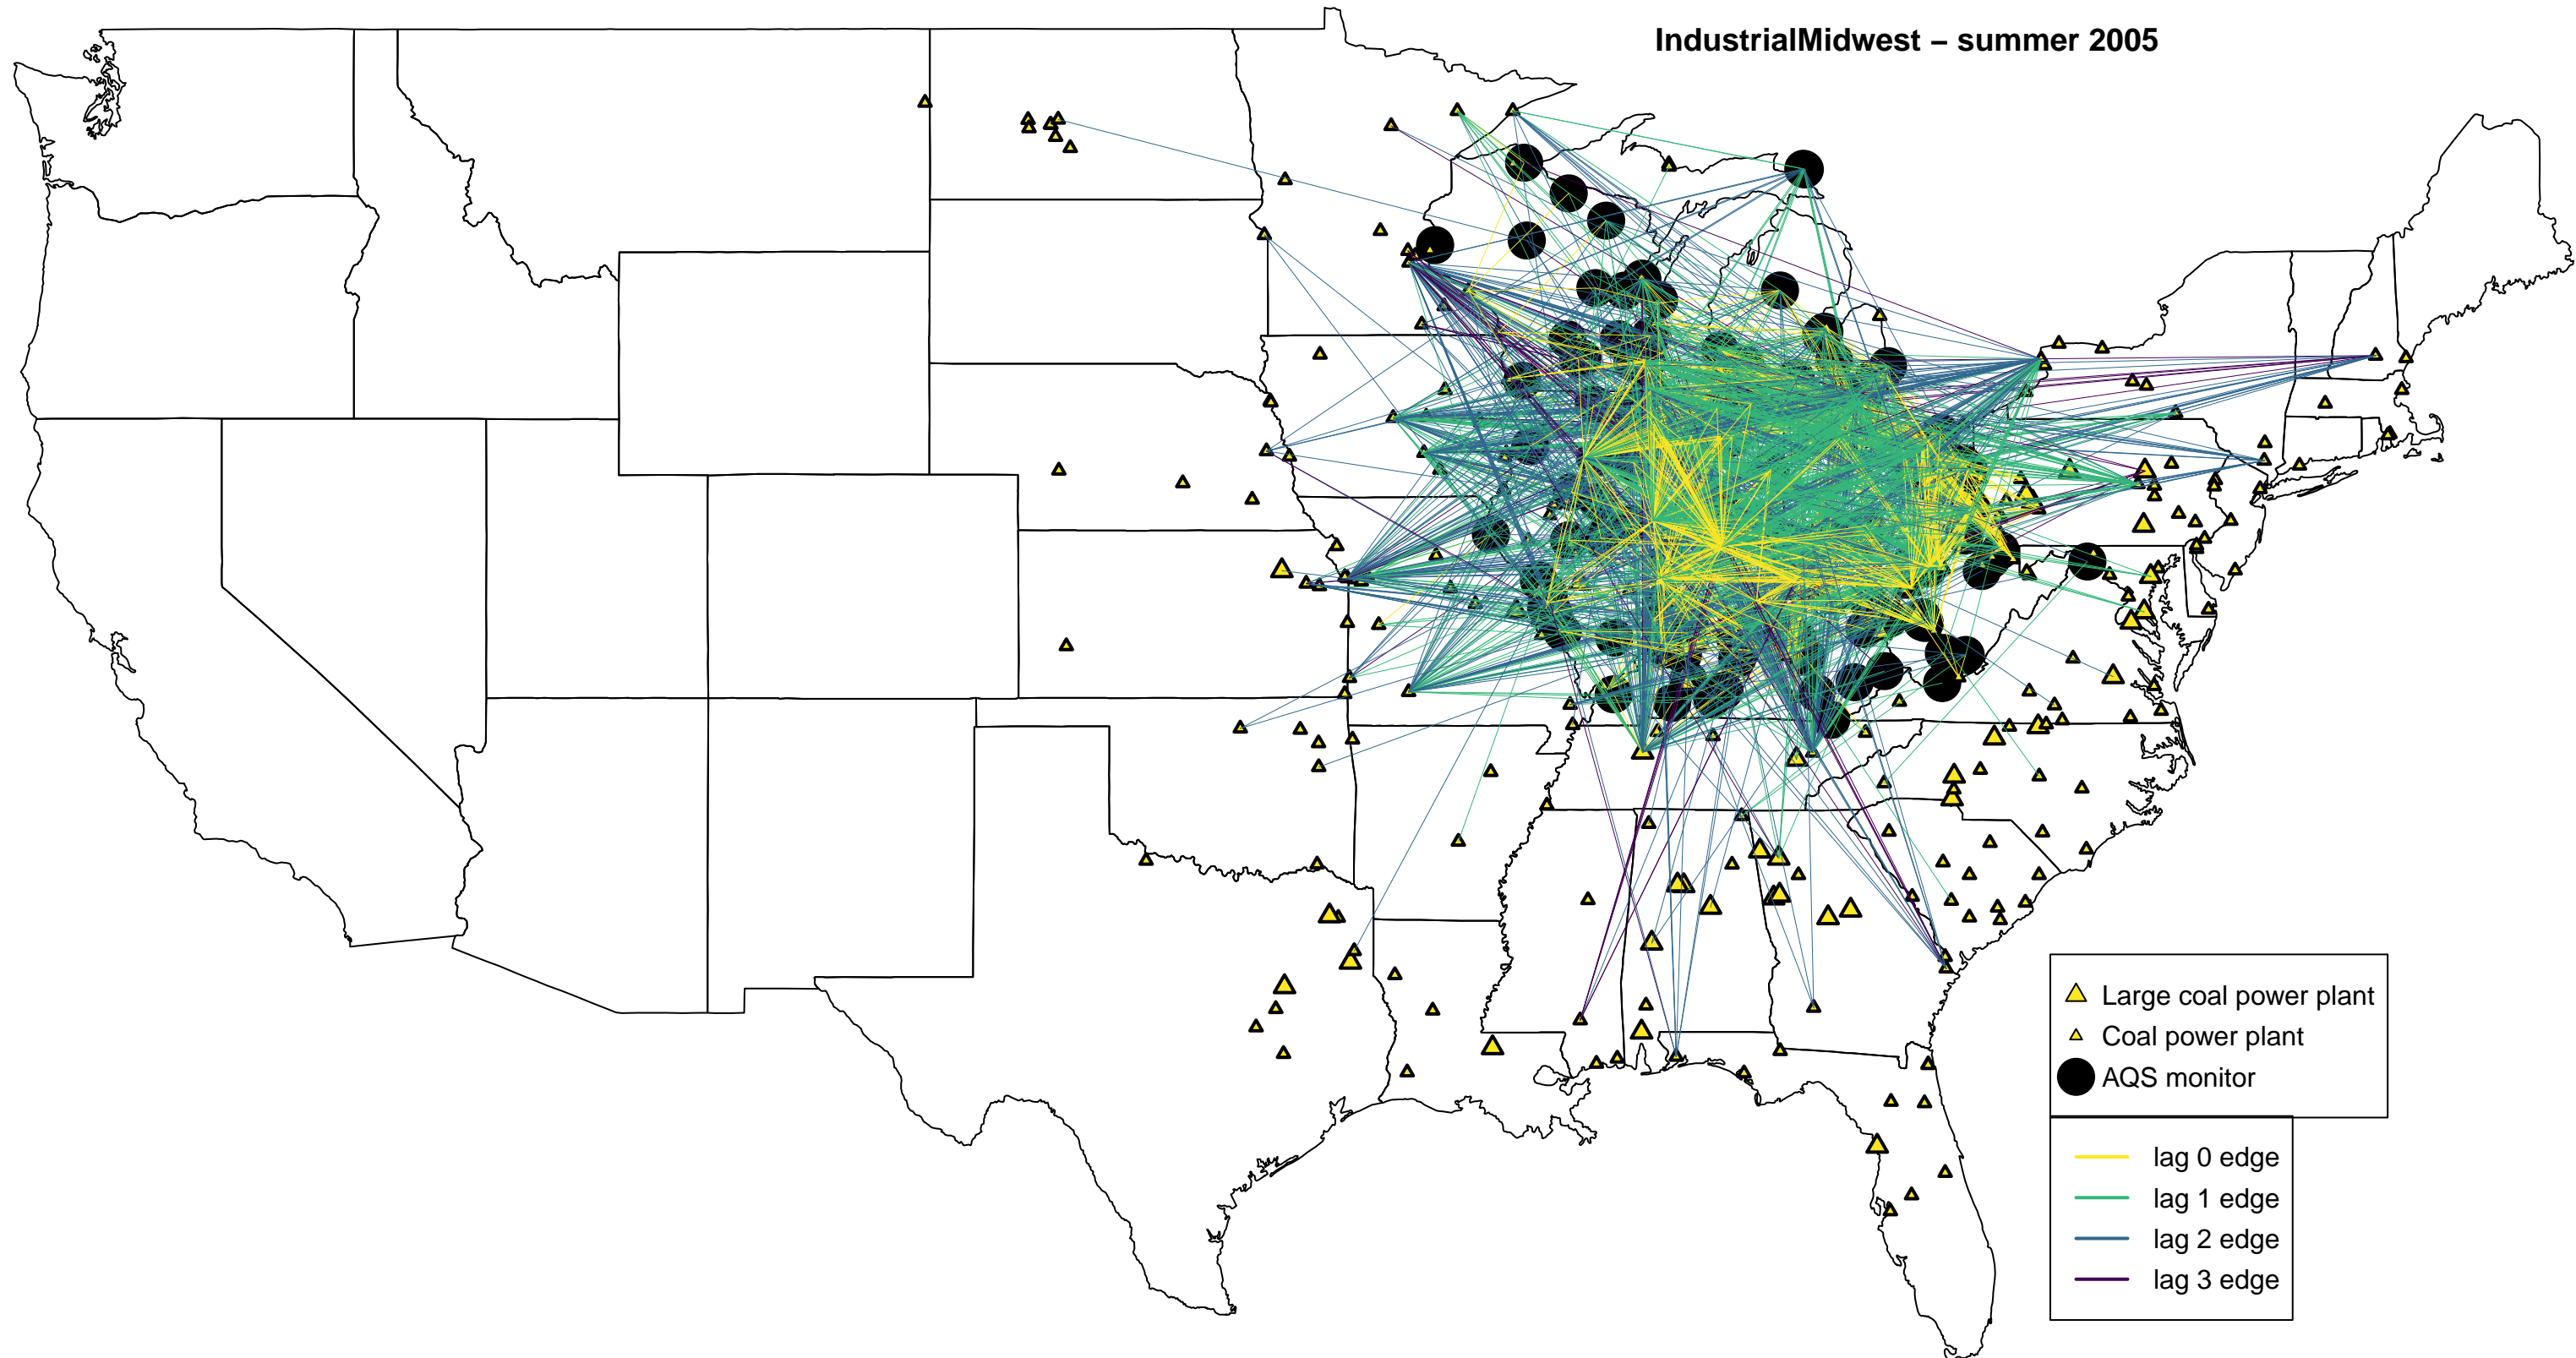 IndustrialMidwest – summer 2005
Large coal power plant
Coal power plant
AQS monitor
lag 0 edge
lag 1 edge
lag 2 edge
lag 3 edge